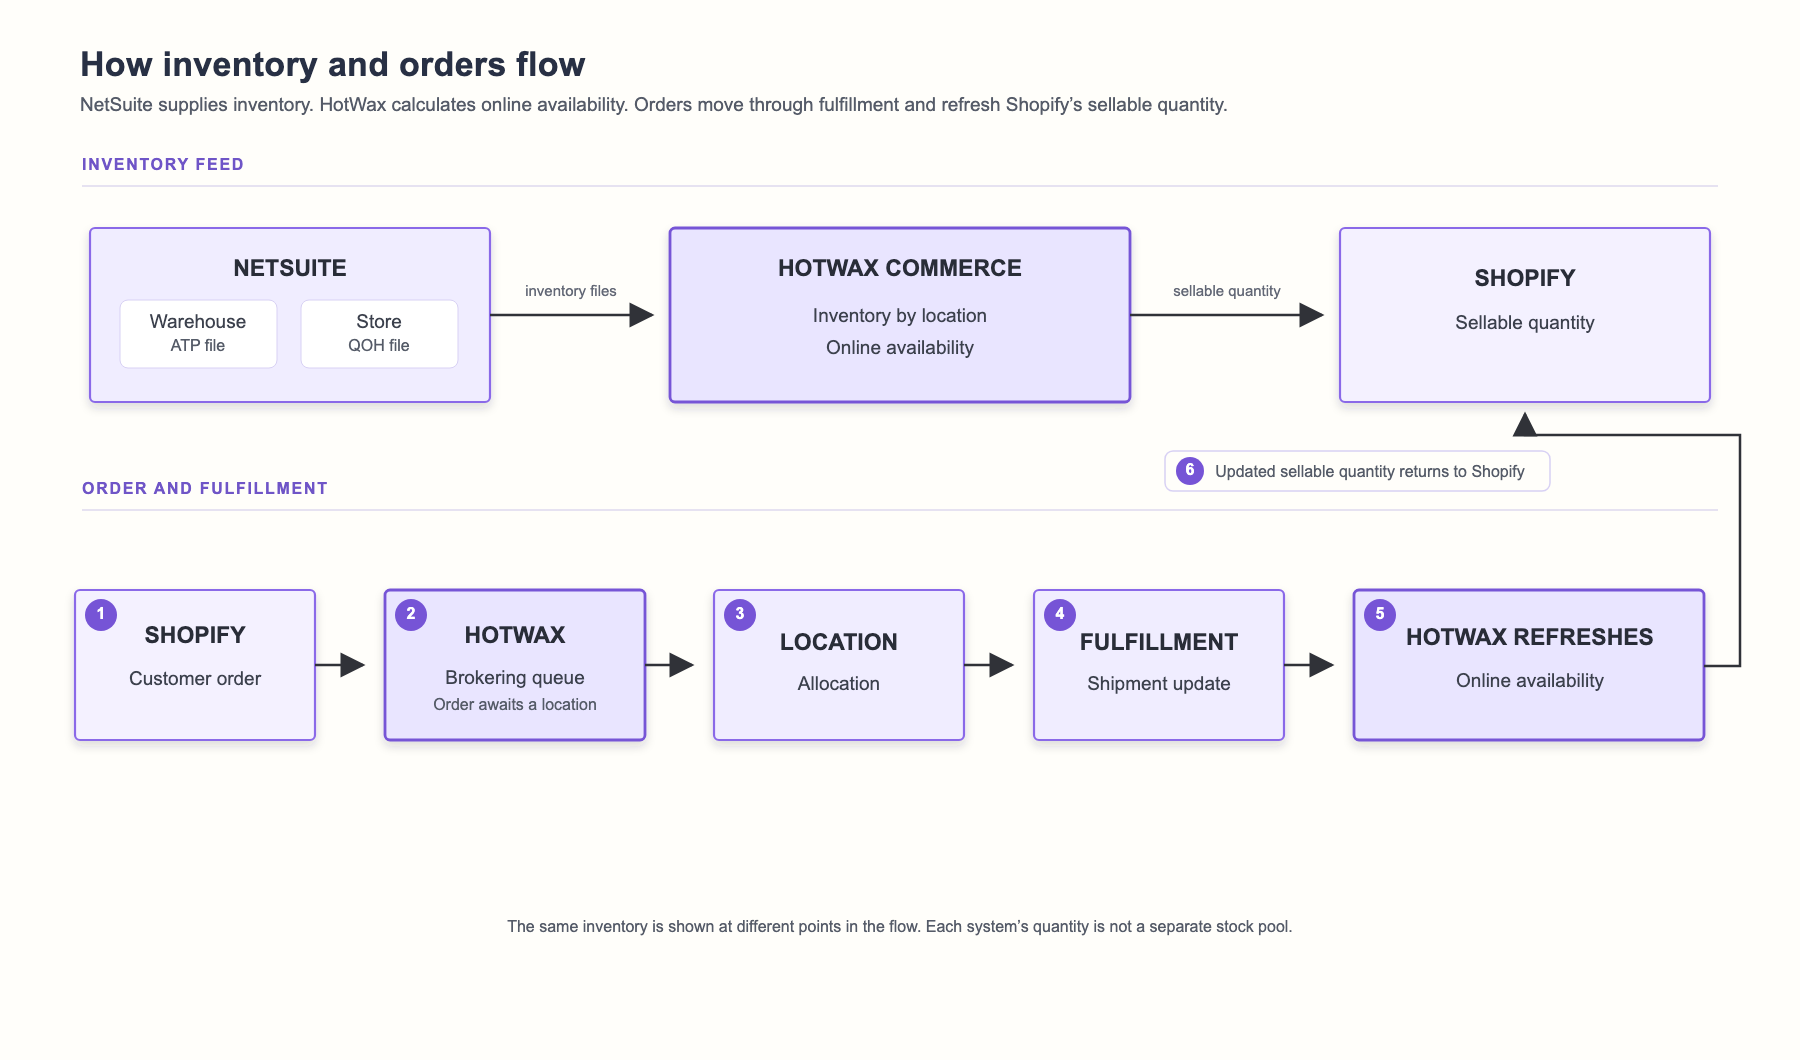 How inventory and orders flow
NetSuite supplies inventory. HotWax calculates online availability. Orders move through fulfillment and refresh Shopify’s sellable quantity.
INVENTORY FEED
NETSUITE
Warehouse
ATP file
Store
QOH file
inventory files
HOTWAX COMMERCE
Inventory by location
Online availability
sellable quantity
SHOPIFY
Sellable quantity
6 Updated sellable quantity returns to Shopify
ORDER AND FULFILLMENT
1
SHOPIFY
Customer order
2
HOTWAX
Brokering queue
Order awaits a location
3
LOCATION
Allocation
4
FULFILLMENT
Shipment update
5
HOTWAX REFRESHES
Online availability
The same inventory is shown at different points in the flow. Each system’s quantity is not a separate stock pool.